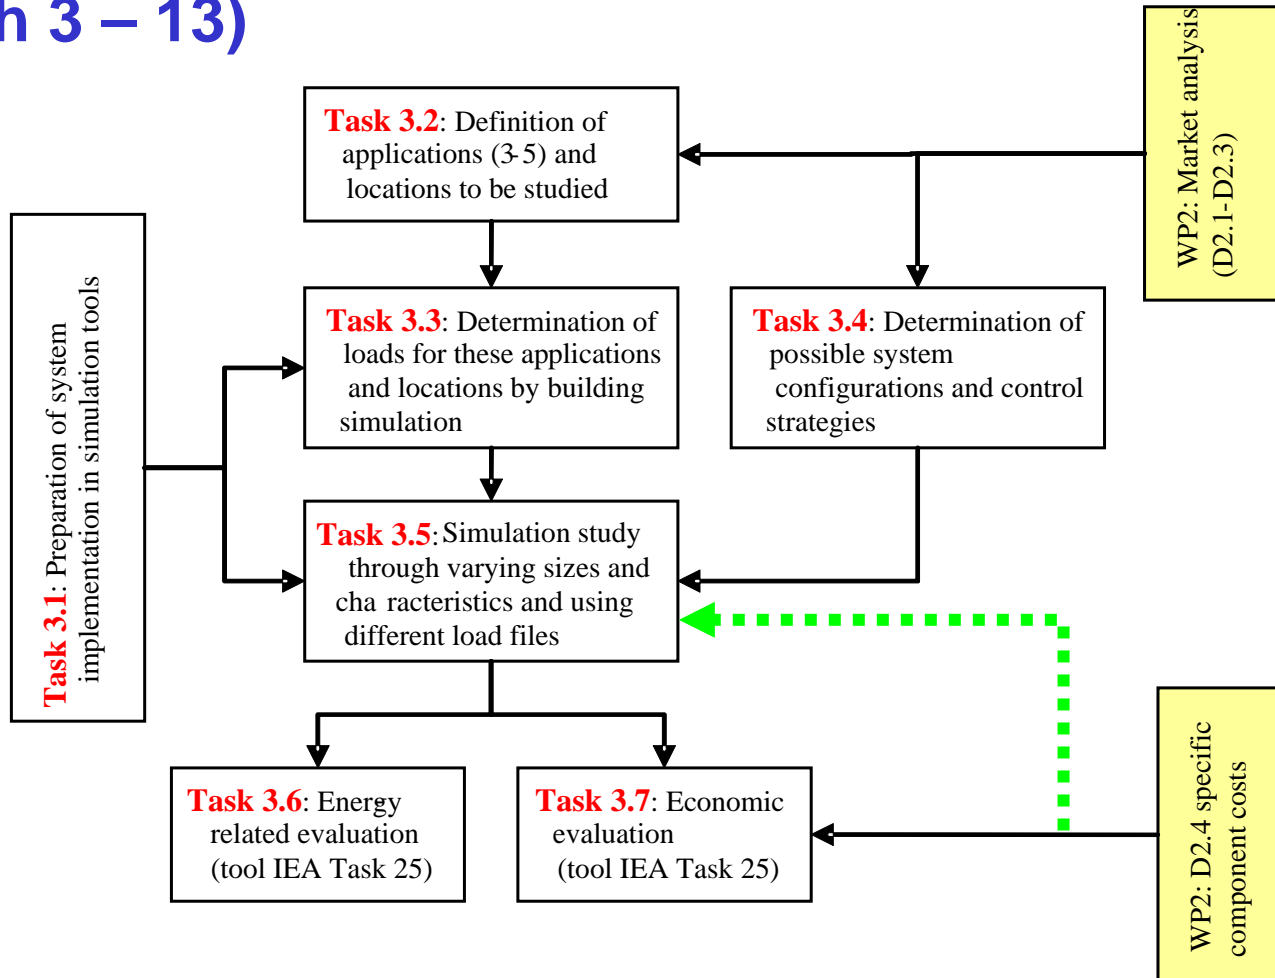 h 3 – 13)
WP2: Market analysis
(D2.1-D2.3)
Task 3.2: Definition of
applications (3-5) and
locations to be studied
Task 3.1: Preparation of system
implementation in simulation tools
Task 3.3: Determination of
loads for these applications
and locations by building
simulation
Task 3.4: Determination of
possible system
configurations and control
strategies
Task 3.5: Simulation study
through varying sizes and
cha racteristics and using
different load files
Task 3.6: Energy
related evaluation
(tool IEA Task 25)
Task 3.7: Economic
evaluation
(tool IEA Task 25)
WP2: D2.4 specific
component costs